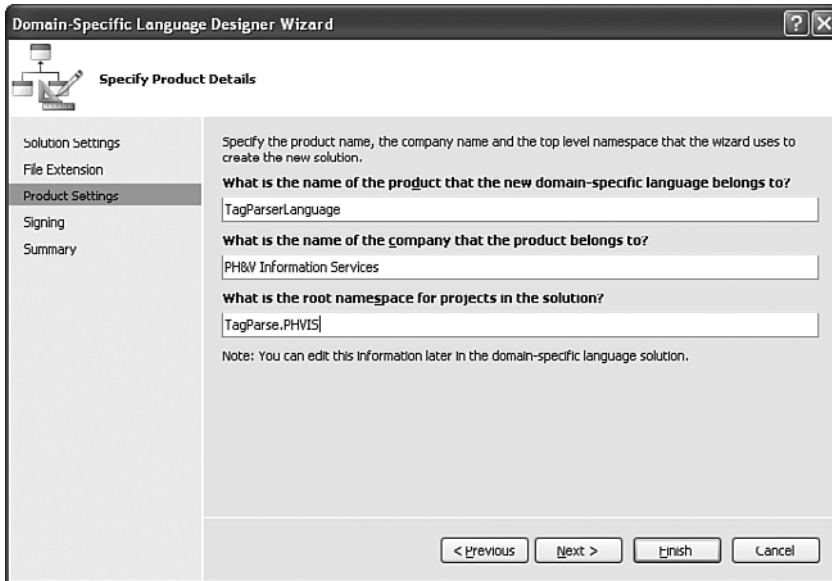 Domain-Specific Language Designer Wizard
Specify Product Details
Solution Settings
File Extension
Product Settings
Signing
Summary
Specify the product name, the company name and the top level namespace that the wizard uses to
create the new solution.
What is the name of the product that the new domain-specific language belongs to?
TagParserLanguage
What is the name of the company that the product belongs to?
PH&V Information Services
What is the root namespace for projects in the solution?
TagParse.PHVIS
Note: You can edit this information later in the domain-specific language solution.
< Previous
Next >
Finish
Cancel